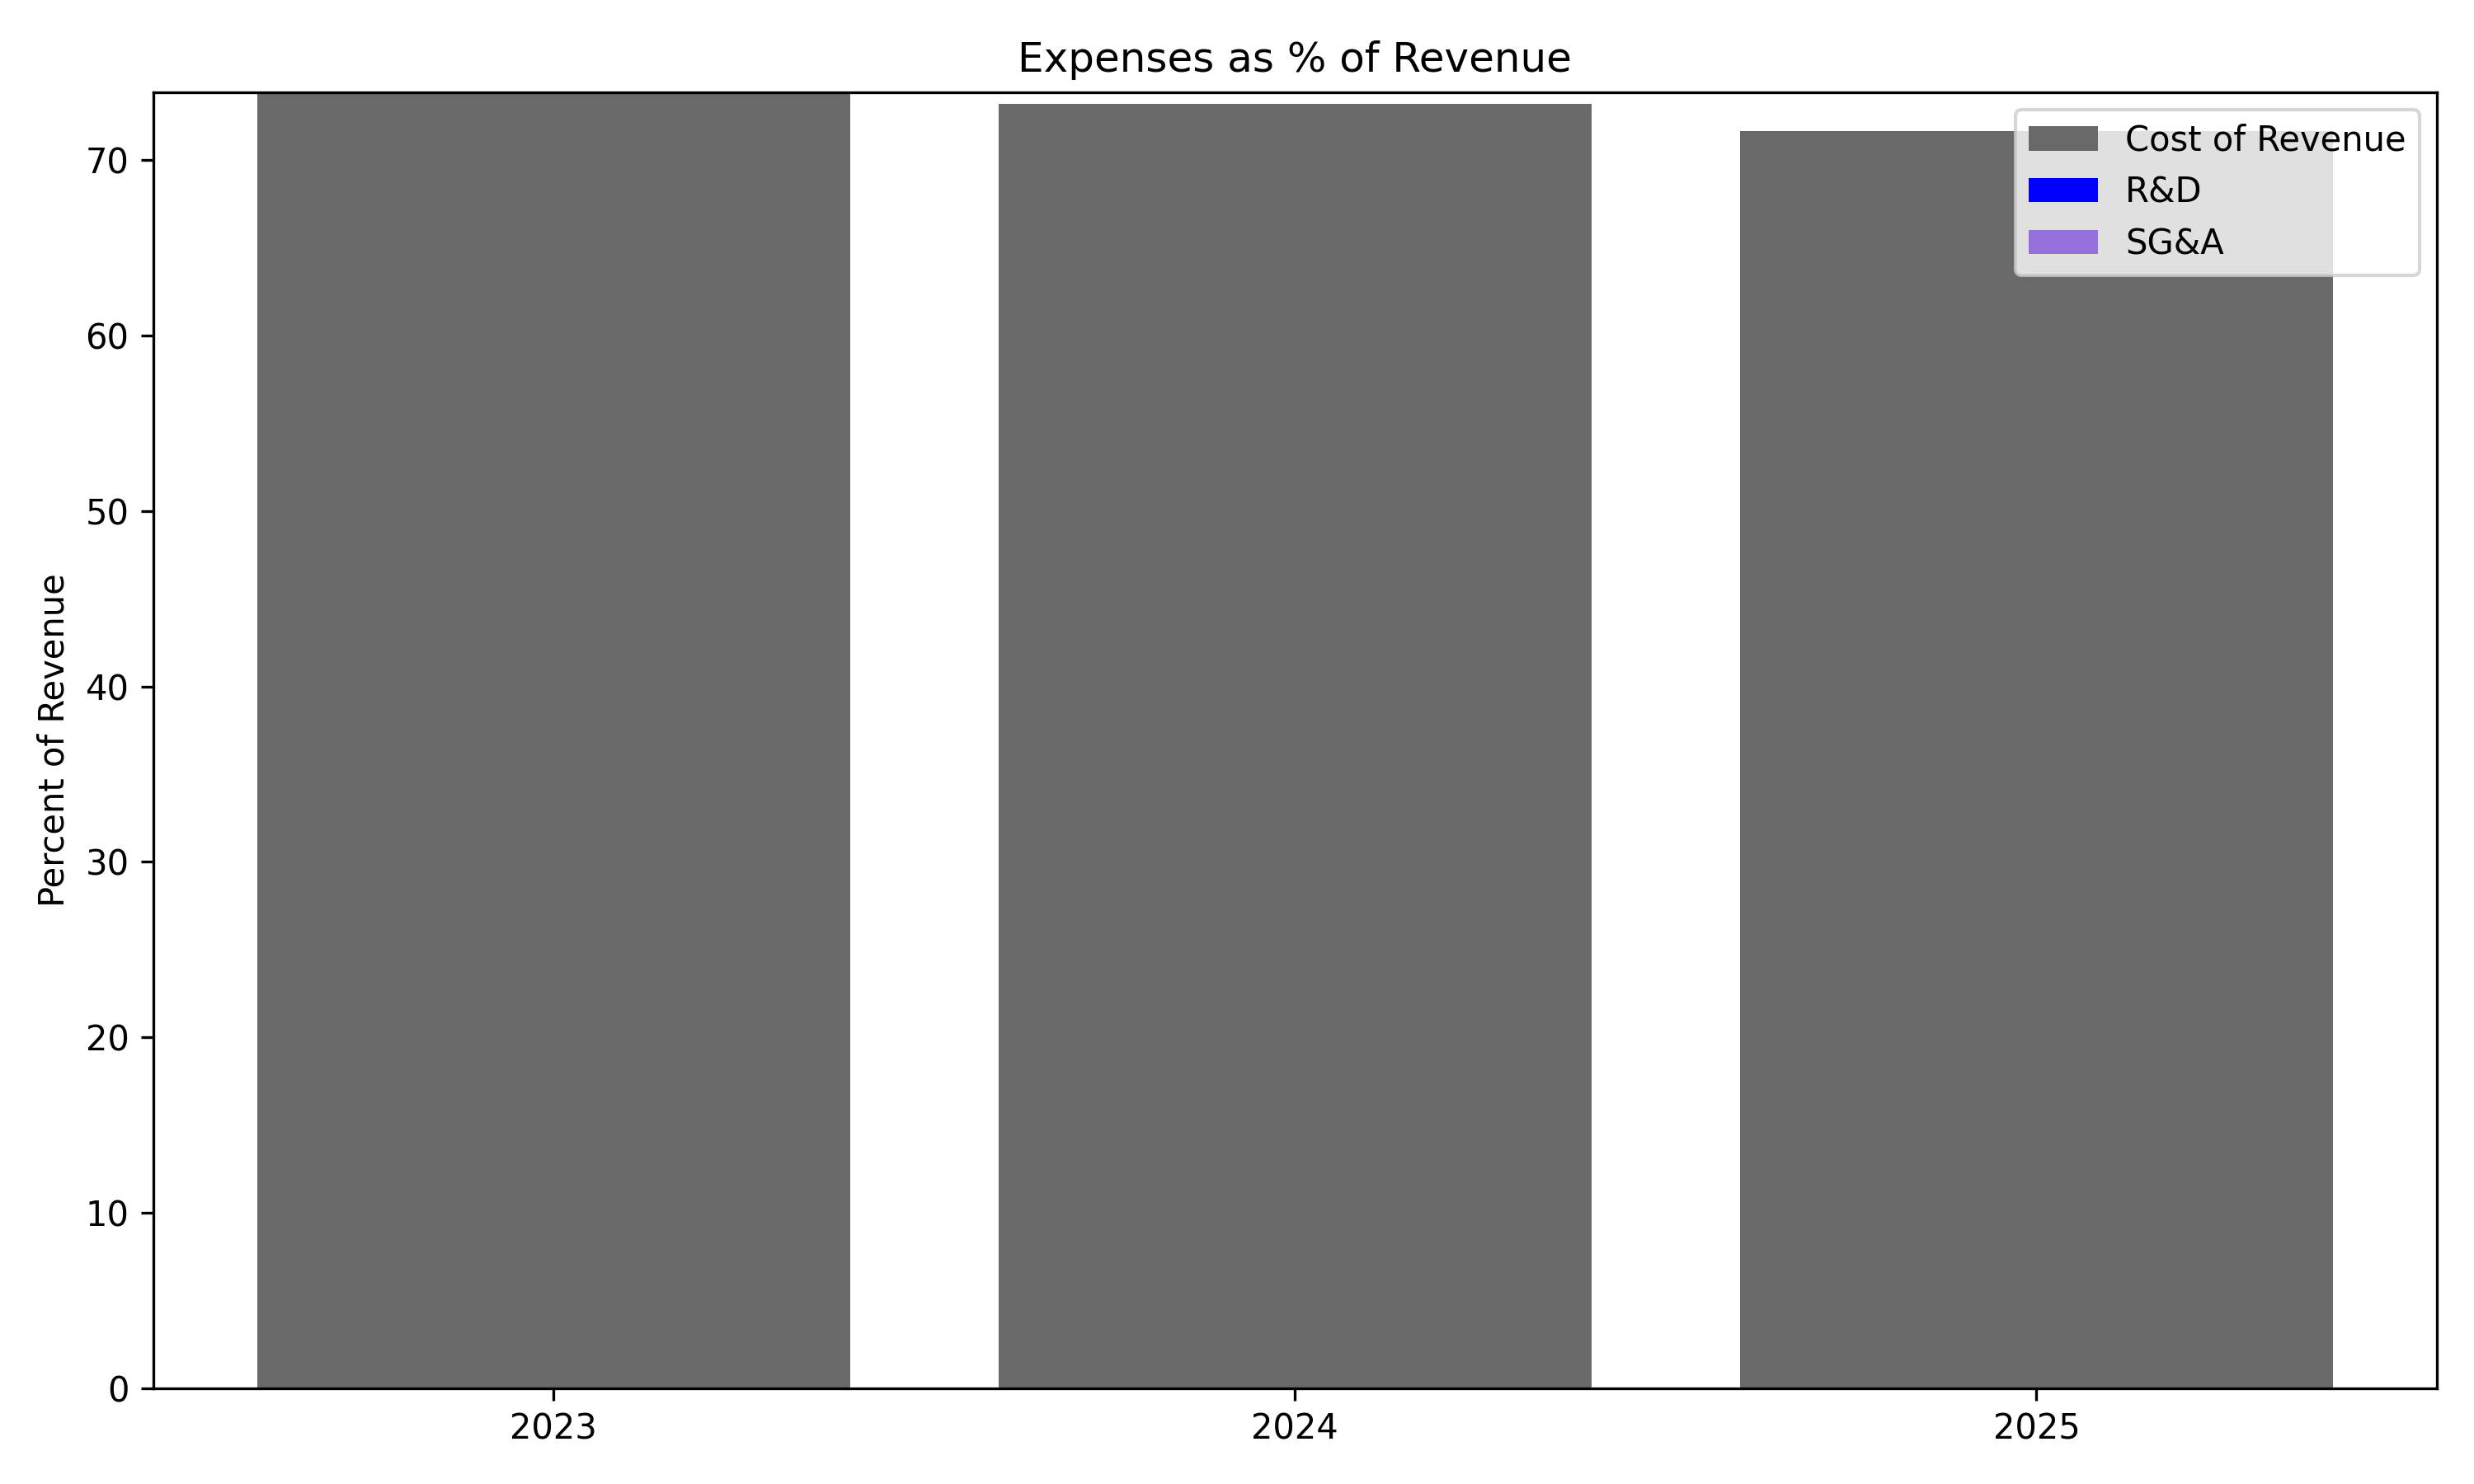 Expenses as % of Revenue
Cost of Revenue
R&D
SG&A
Percent of Revenue
70
60
50
40
30
20
10
0
2023
2024
2025